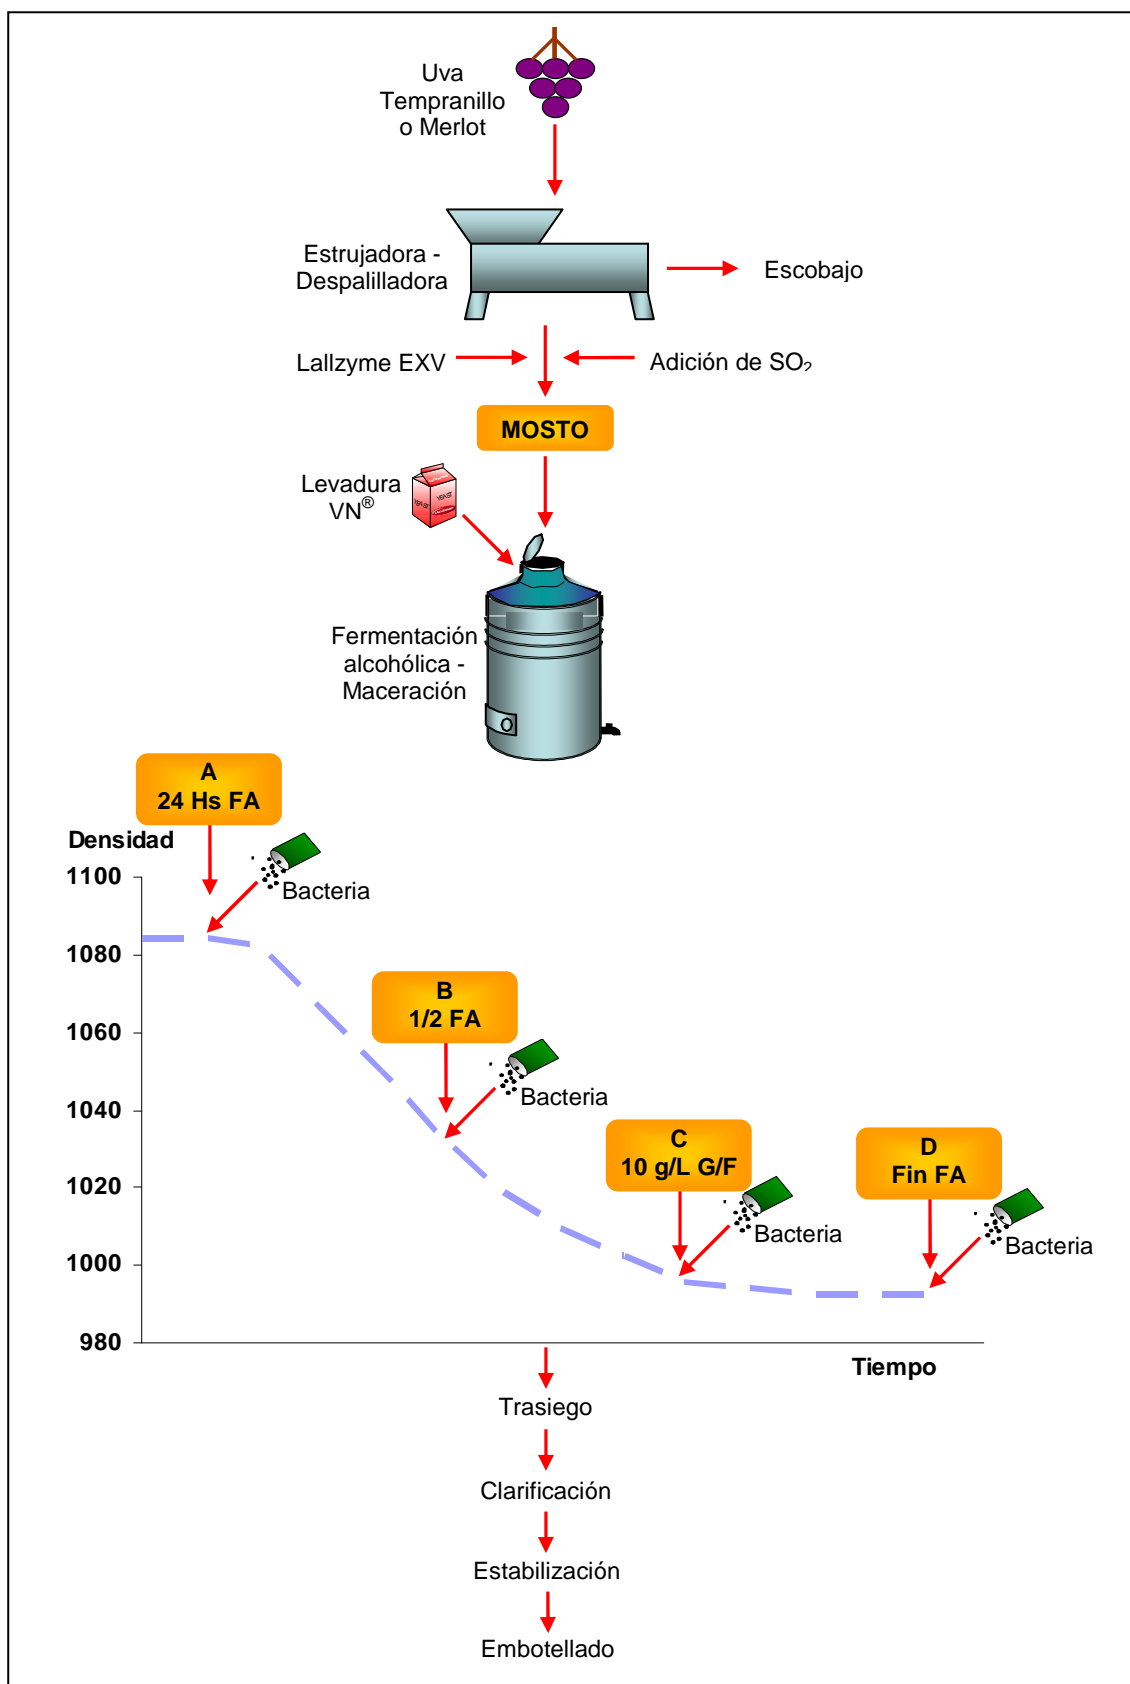 Uva
Tempranillo
o Merlot
Estrujadora -
Despalilladora
Escobajo
Lallzyme EXV
Adición de SO₂
MOSTO
Levadura
VN®
YEAST
YEAST
Fermentación
alcohólica -
Maceración
A
24 Hs FA
Densidad
Bacteria
1100
1080
B
1/2 FA
1060
Bacteria
1040
C
10 g/L G/F
D
Fin FA
1020
Bacteria
Bacteria
1000
980
Tiempo
Trasiego
Clarificación
Estabilización
Embotellado